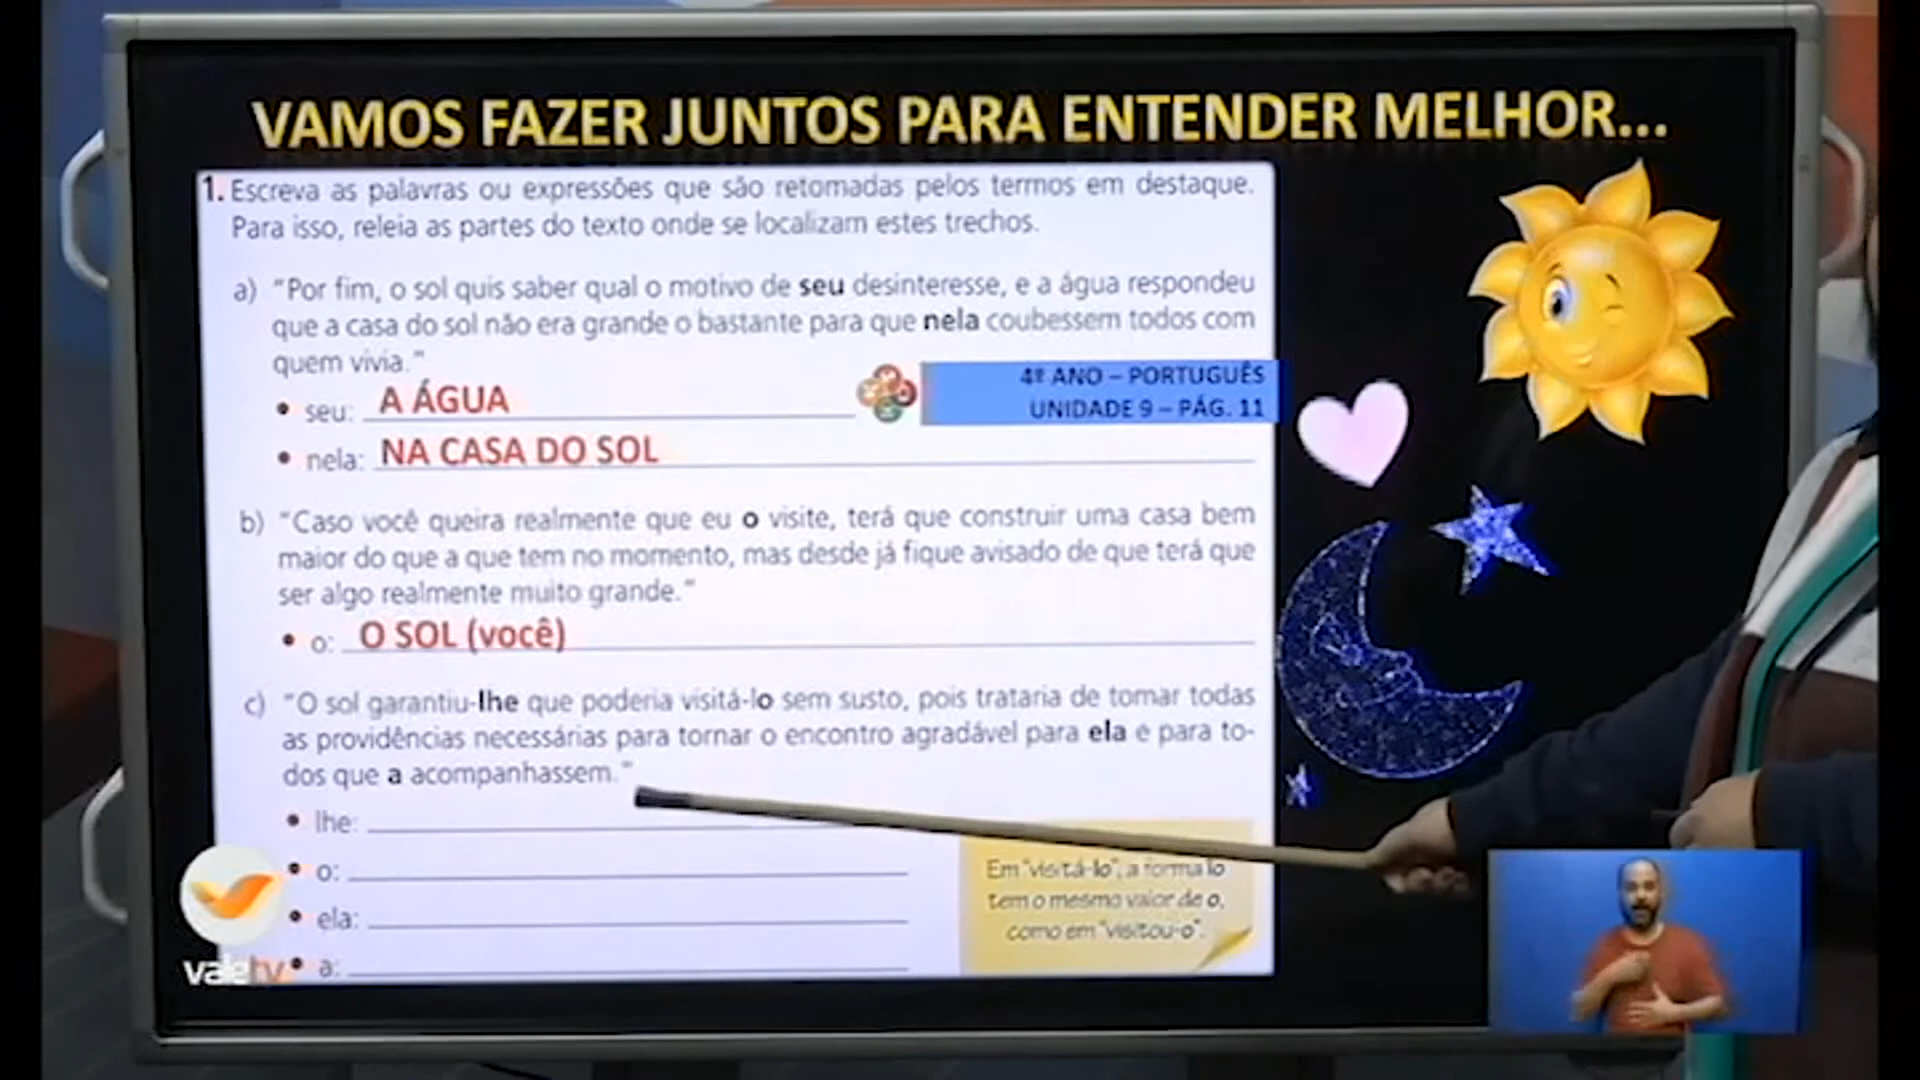 VAMOS FAZER JUNTOS PARA ENTENDER MELHOR...
1. Escreva as palavras ou expressões que são retomadas pelos termos em destaque.
Para isso, releia as partes do texto onde se localizam estes trechos.
a) "Por fim, o sol quis saber qual o motivo de seu desinteresse, e a água respondeu
que a casa do sol não era grande o bastante para que nela coubessem todos com
quem vivia."
• seu: A ÁGUA
4º ANO – PORTUGUÊS
UNIDADE 9 – PÁG. 11
• nela: NA CASA DO SOL
b) "Caso você queira realmente que eu o visite, terá que construir uma casa bem
maior do que a que tem no momento, mas desde já fique avisado de que terá que
ser algo realmente muito grande."
• o: O SOL (você)
c) "O sol garantiu-lhe que poderia visitá-lo sem susto, pois trataria de tomar todas
as providências necessárias para tornar o encontro agradável para ela e para to-
dos que a acompanhassem."
• lhe:
• o:
• ela:
• a:
Em "visitá-lo", a forma lo
tem o mesmo valor de o,
como em "visitou-o".
valetv